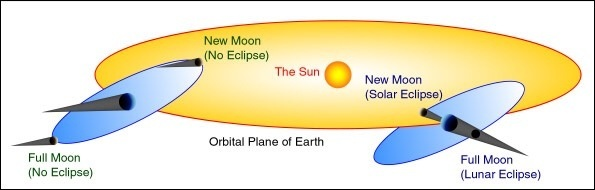 New Moon
(No Eclipse)
The Sun
New Moon
(Solar Eclipse)
Orbital Plane of Earth
Full Moon
(No Eclipse)
Full Moon
(Lunar Eclipse)